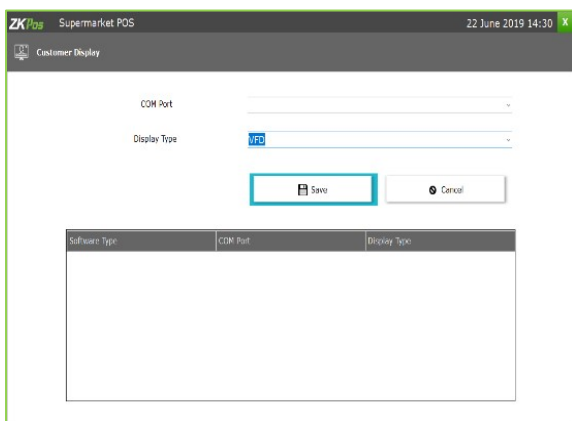 ZKPos Supermarket POS 22 June 2019 14:30 X
Customer Display
COM Port
Display Type VFD
Save Cancel
Software Type COM Port Display Type